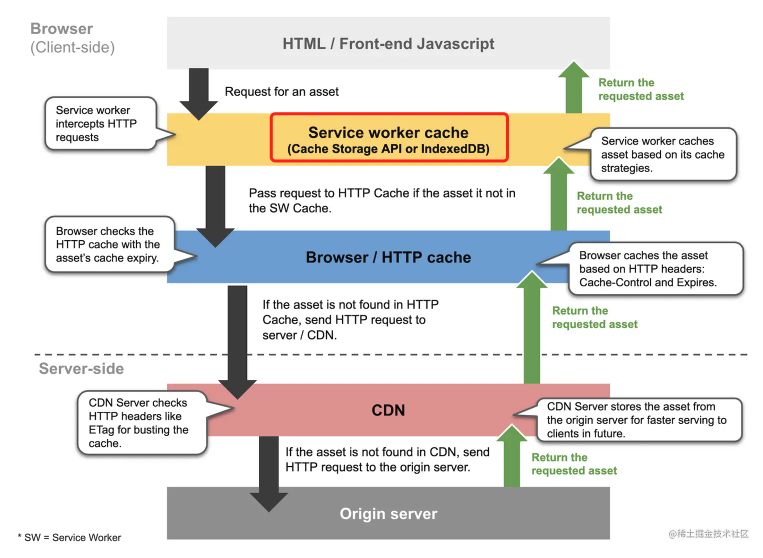 Browser
(Client-side)
HTML / Front-end Javascript
Request for an asset
Return the
requested asset
Service worker
intercepts HTTP
requests
Service worker cache
(Cache Storage API or IndexedDB)
Service worker caches
asset based on its cache
strategies.
Pass request to HTTP Cache if the asset it not in
the SW Cache.
Return the
requested asset
Browser checks the
HTTP cache with the
asset's cache expiry.
Browser / HTTP cache
Browser caches the asset
based on HTTP headers:
Cache-Control and Expires.
If the asset is not found in HTTP
Cache, send HTTP request to
server / CDN.
Return the
requested asset
Server-side
CDN Server checks
HTTP headers like
ETag for busting the
cache.
CDN
CDN Server stores the asset from
the origin server for faster serving to
clients in future.
If the asset is not found in CDN, send
HTTP request to the origin server.
Return the
requested asset
Origin server
* SW = Service Worker
@稀土掘金技术社区